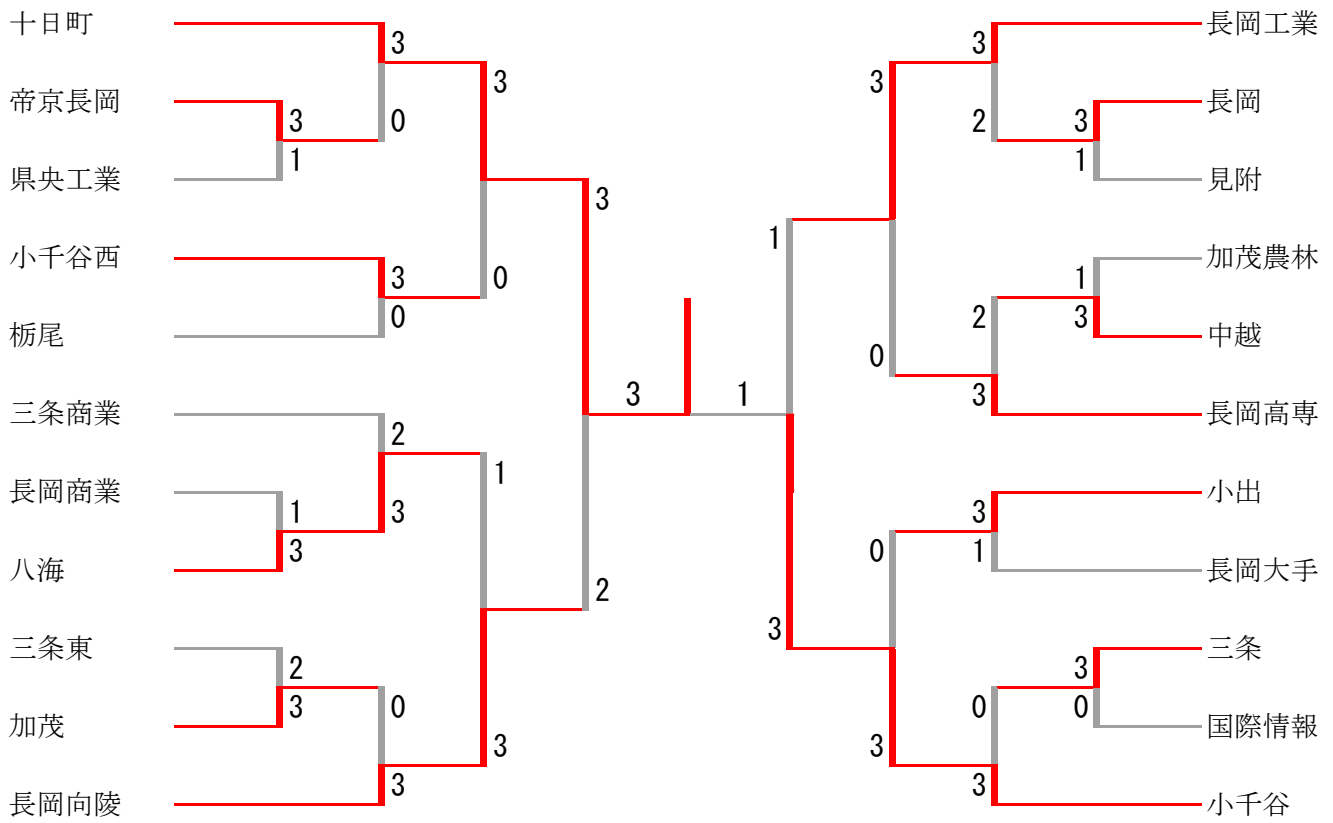 十日町
3
帝京長岡
3
0
3
1
県央工業
3
小千谷西
3
0
0
栃尾
三条商業
2
1
長岡商業
1
3
3
八海
三条東
2
0
3
加茂
3
3
長岡向陵
2
3
1
長岡工業
3
3
長岡
2
3
1
見附
1
加茂農林
1
2
3
中越
0
3
長岡高専
小出
3
0
1
長岡大手
3
三条
3
0
0
国際情報
3
3
小千谷